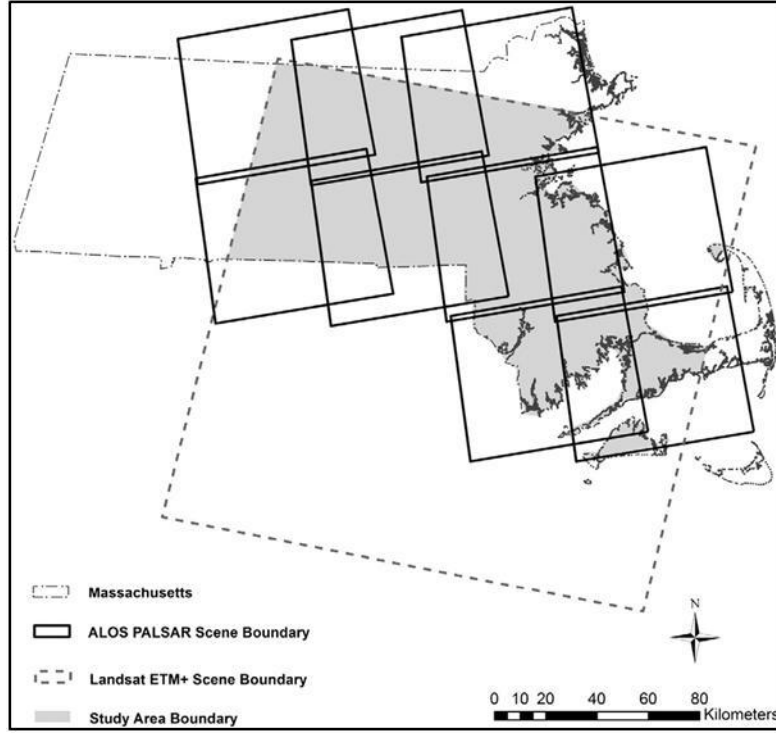 N
Massachusetts
ALOS PALSAR Scene Boundary
Landsat ETM+ Scene Boundary
Study Area Boundary
0 10 20 40 60 80
Kilometers